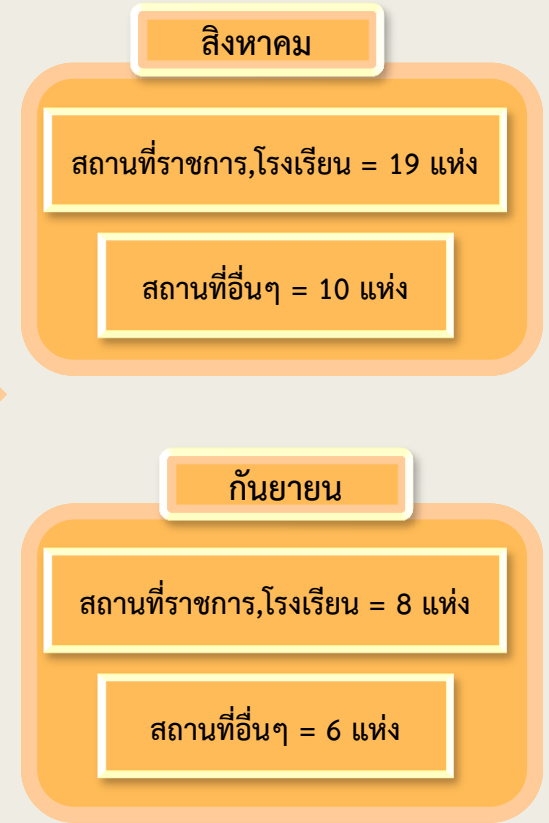 สิงหาคม
สถานที่ราชการ,โรงเรียน = 19 แห่ง
สถานที่อื่นๆ = 10 แห่ง
กันยายน
สถานที่ราชการ,โรงเรียน = 8 แห่ง
สถานที่อื่นๆ = 6 แห่ง